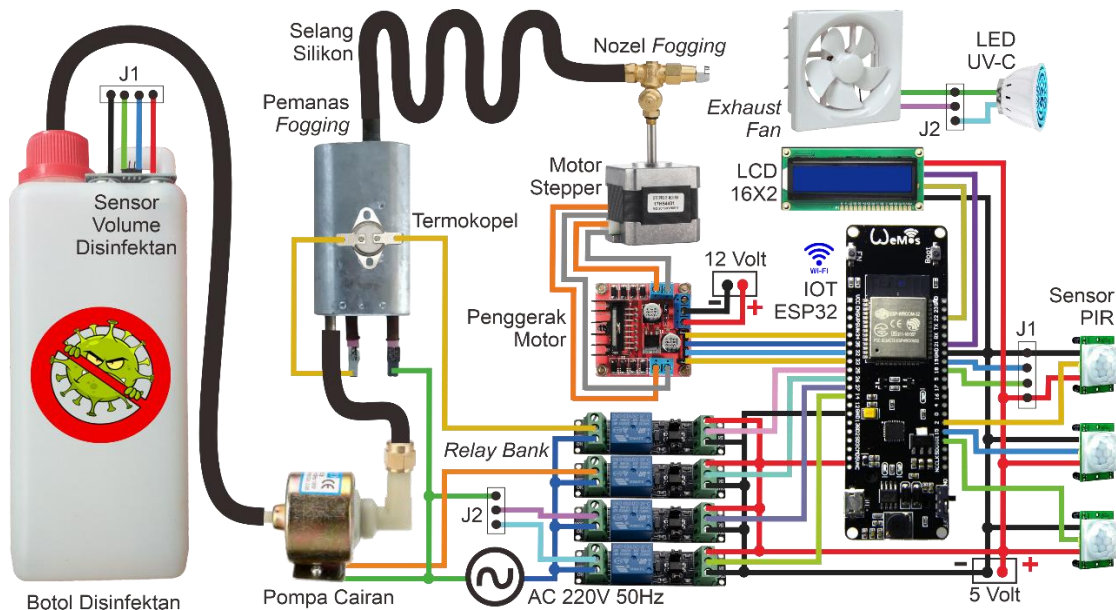 J1
Selang
Silikon
Nozel Fogging
LED
UV-C
Pemanas
Fogging
Exhaust
Fan
J2
Motor
Stepper
LCD
16X2
Sensor
Volume
Disinfektan
Termokopel
12 Volt
- +
Wi-Fi
IOT
ESP32
WeMos
Boot
EN
Sensor
PIR
J1
Penggerak
Motor
Relay Bank
J2
- +
5 Volt
Botol Disinfektan
Pompa Cairan
AC 220V 50Hz